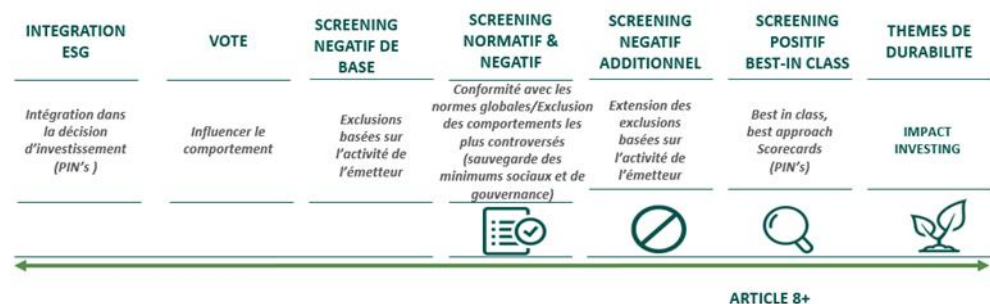 INTEGRATION
ESG
VOTE
SCREENING
NEGATIF DE
BASE
SCREENING
NORMATIF &
NEGATIF
SCREENING
NEGATIF
ADDITIONNEL
SCREENING
POSITIF
BEST-IN CLASS
THEMES DE
DURABILITE
Intégration dans
la décision
d'investissement
(PIN's )
Influencer le
comportement
Exclusions
basées sur
l'activité de
l'émetteur
Conformité avec les
normes globales/Exclusion
des comportements les
plus controversés
(sauvegarde des
minimums sociaux et de
gouvernance)
Extension des
exclusions
basées sur
l'activité de
l'émetteur
Best in class,
best approach
Scorecards
(PIN's)
IMPACT
INVESTING
ARTICLE 8+